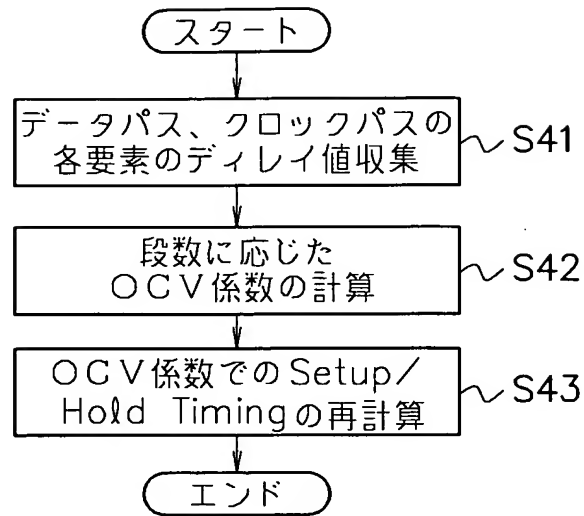 スタート
データパス、クロックパスの
各要素のディレイ値収集
S41
段数に応じた
OCV係数の計算
S42
OCV係数でのSetup/
Hold Timingの再計算
S43
エンド